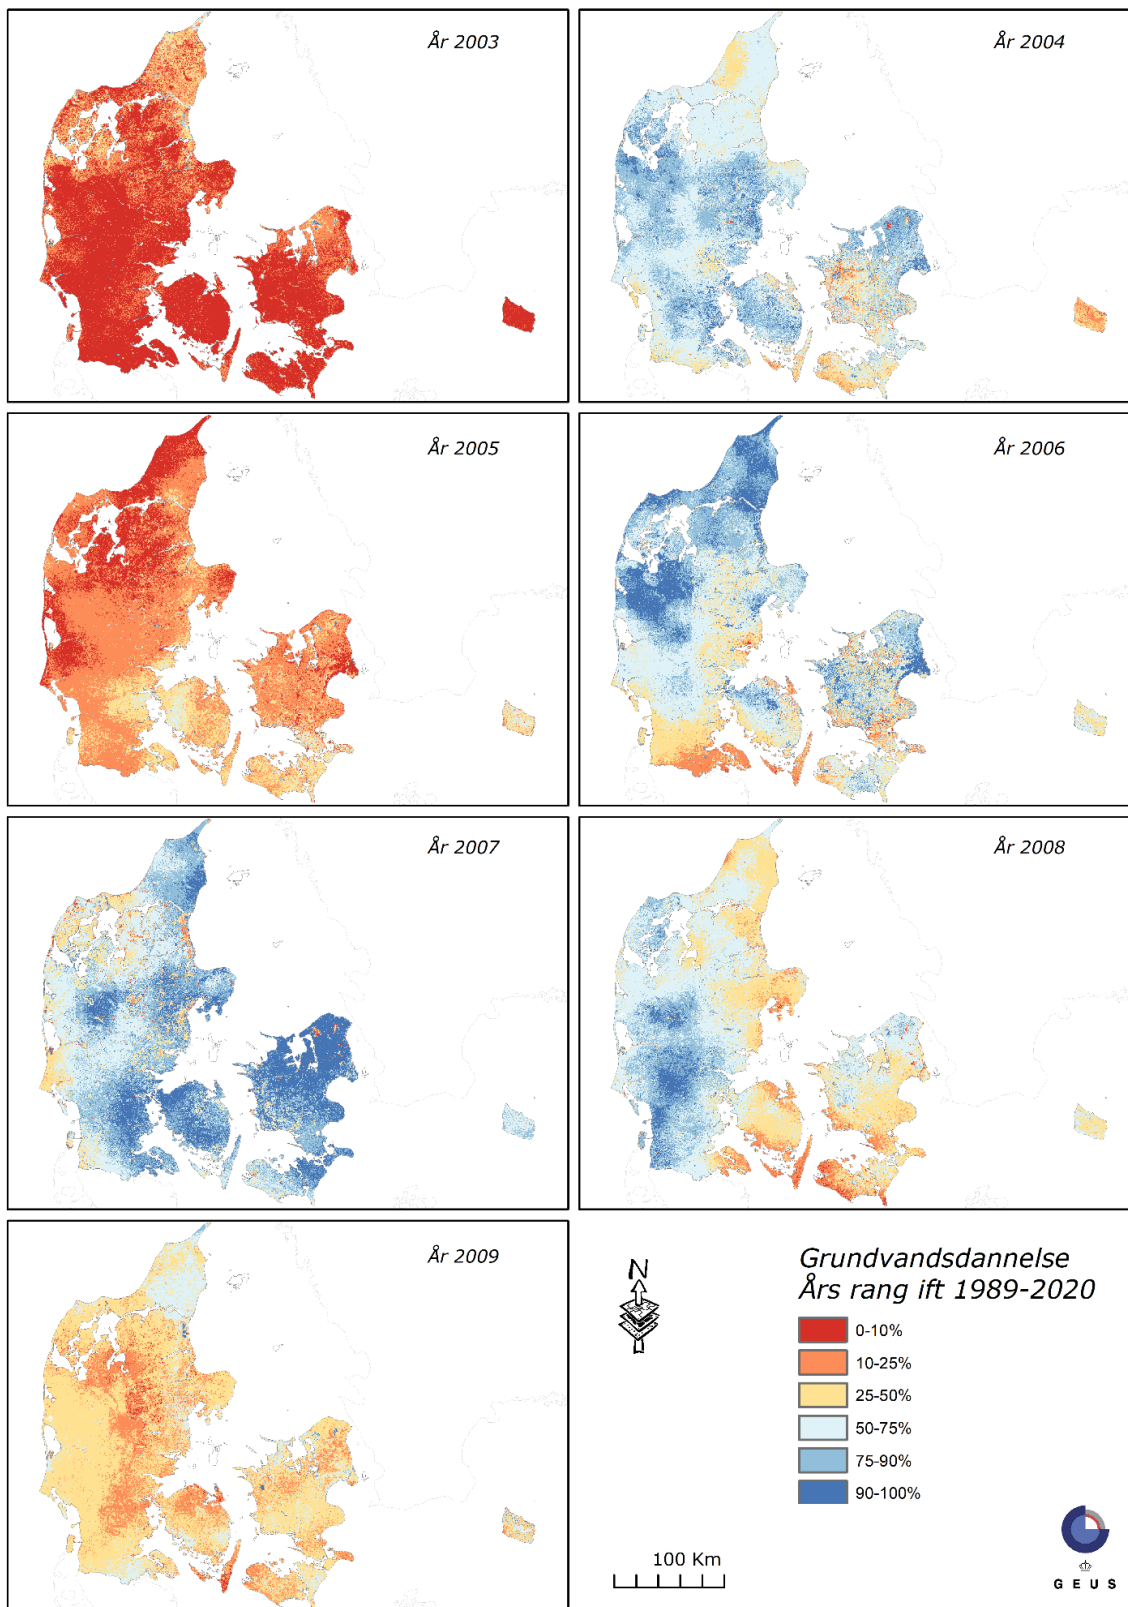 År 2003
År 2004
År 2005
År 2006
År 2007
År 2008
År 2009
N
Grundvandsdannelse
Års rang ift 1989-2020
0-10%
10-25%
25-50%
50-75%
75-90%
90-100%
100 Km
G E U S